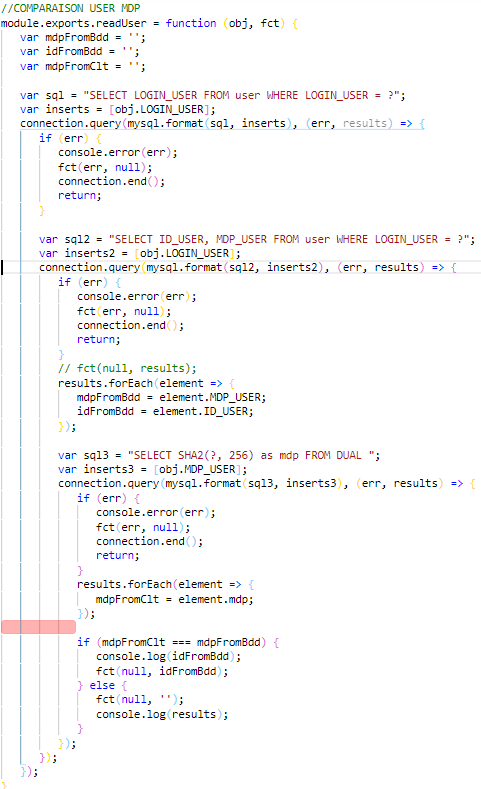 //COMPARAISON USER MDP
module.exports.readUser = function (obj, fct) {
var mdpFromBdd = '';
var idFromBdd = '';
var mdpFromClt = '';
var sql = "SELECT LOGIN_USER FROM user WHERE LOGIN_USER = ?";
var inserts = [obj.LOGIN_USER];
connection.query(mysql.format(sql, inserts), (err, results) => {
if (err) {
console.error(err);
fct(err, null);
connection.end();
return;
}
var sql2 = "SELECT ID_USER, MDP_USER FROM user WHERE LOGIN_USER = ?";
var inserts2 = [obj.LOGIN_USER];
connection.query(mysql.format(sql2, inserts2), (err, results) => {
if (err) {
console.error(err);
fct(err, null);
connection.end();
return;
}
// fct(null, results);
results.forEach(element => {
mdpFromBdd = element.MDP_USER;
idFromBdd = element.ID_USER;
});
var sql3 = "SELECT SHA2(?, 256) as mdp FROM DUAL ";
var inserts3 = [obj.MDP_USER];
connection.query(mysql.format(sql3, inserts3), (err, results) => {
if (err) {
console.error(err);
fct(err, null);
connection.end();
return;
}
results.forEach(element => {
mdpFromClt = element.mdp;
});
if (mdpFromClt === mdpFromBdd) {
console.log(idFromBdd);
fct(null, idFromBdd);
} else {
fct(null, '');
console.log(results);
}
});
});
});
}